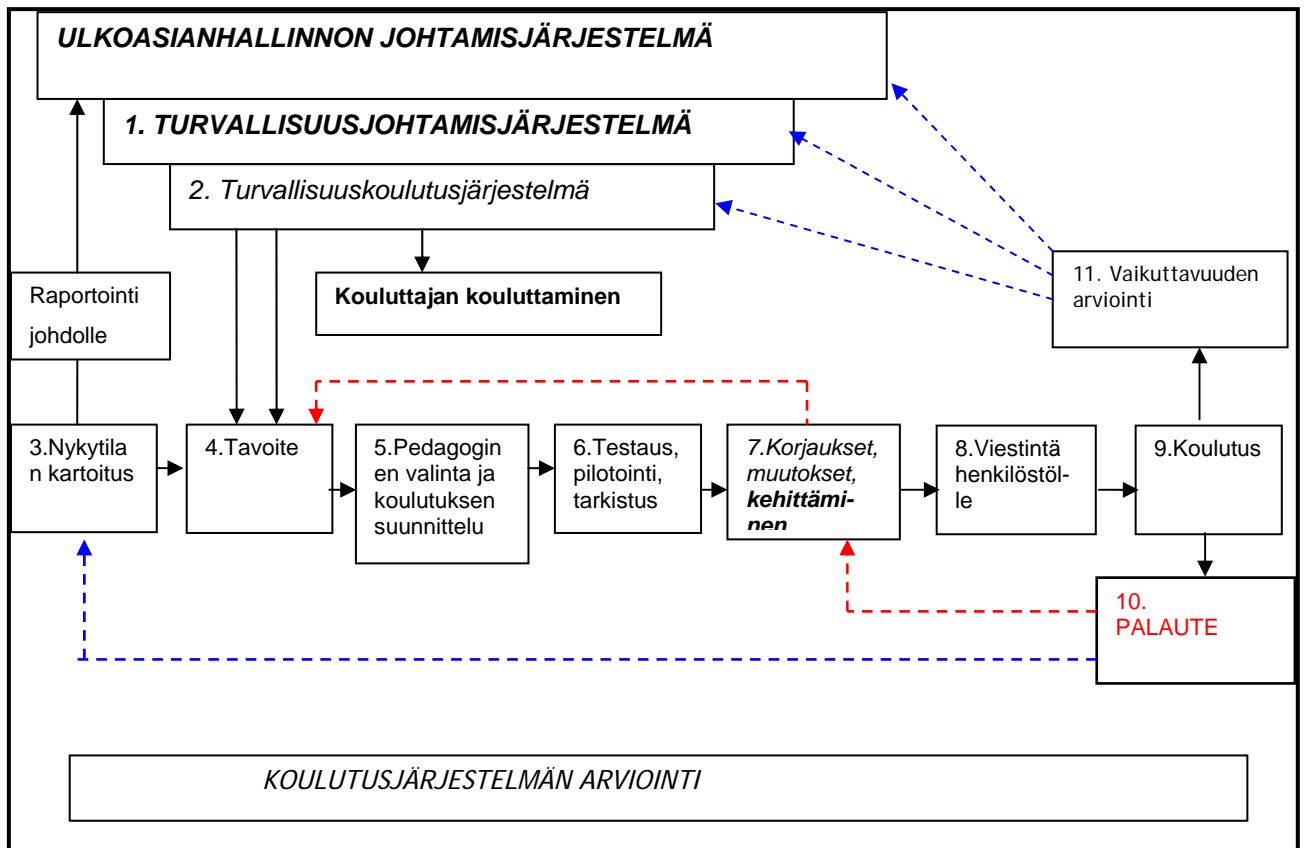 ULKOASIANHALLINNON JOHTAMISJÄRJESTELMÄ
1. TURVALLISUUSJOHTAMISJÄRJESTELMÄ
2. Turvallisuuskoulutusjärjestelmä
Raportointi
johdolle
Kouluttajan kouluttaminen
11. Vaikuttavuuden
arviointi
3.Nykytila
n kartoitus
4.Tavoite
5.Pedagogin
en valinta ja
koulutuksen
suunnittelu
6.Testaus,
pilotointi,
tarkistus
7.Korjaukset,
muutokset,
kehittämi-
nen
8.Viestintä
henkilöstöl-
le
9.Koulutus
10.
PALAUTE
KOULUTUSJÄRJESTELMÄN ARVIOINTI